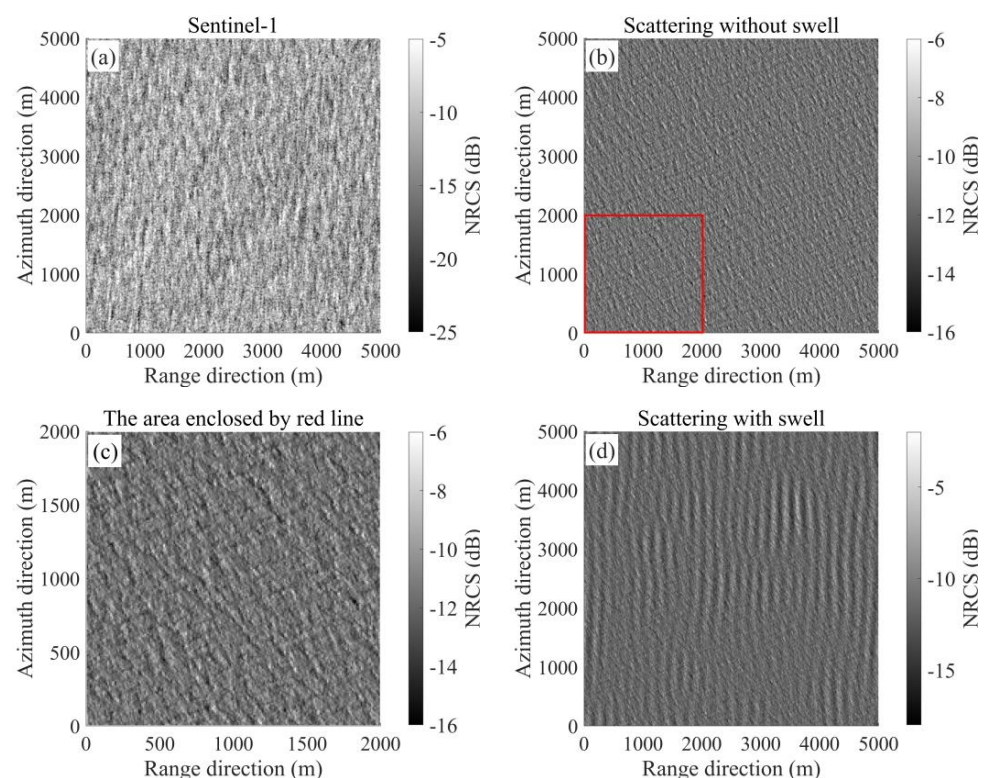 Sentinel-1
(a)
5000
4000
3000
2000
1000
0
Azimuth direction (m)
0 1000 2000 3000 4000 5000
Range direction (m)
-5
-10
-15
-20
-25
NRCS (dB)
Scattering without swell
(b)
5000
4000
3000
2000
1000
0
Azimuth direction (m)
0 1000 2000 3000 4000 5000
Range direction (m)
-6
-8
-10
-12
-14
-16
NRCS (dB)
The area enclosed by red line
(c)
2000
1500
1000
500
0
Azimuth direction (m)
0 500 1000 1500 2000
Range direction (m)
-6
-8
-10
-12
-14
-16
NRCS (dB)
Scattering with swell
(d)
5000
4000
3000
2000
1000
0
Azimuth direction (m)
0 1000 2000 3000 4000 5000
Range direction (m)
-5
-10
-15
NRCS (dB)